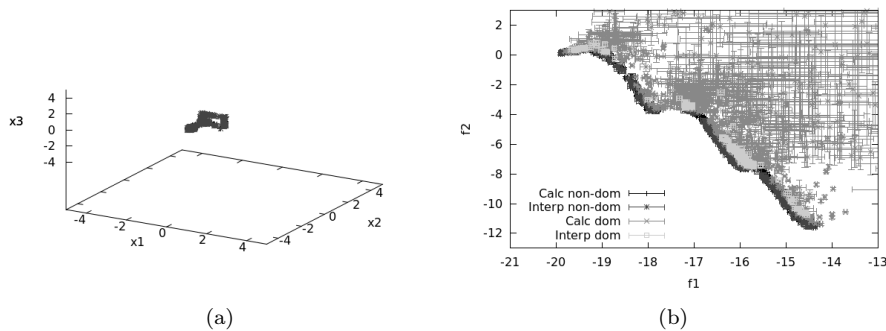 x3
4
2
0
-2
-4
-4
-2
0
2
4
x1
-4
-2
0
2
4
x2
(a)
f2
2
0
-2
-4
-6
-8
-10
-12
Calc non-dom
Interp non-dom
Calc dom
Interp dom
-21 -20 -19 -18 -17 -16 -15 -14 -13
f1
(b)